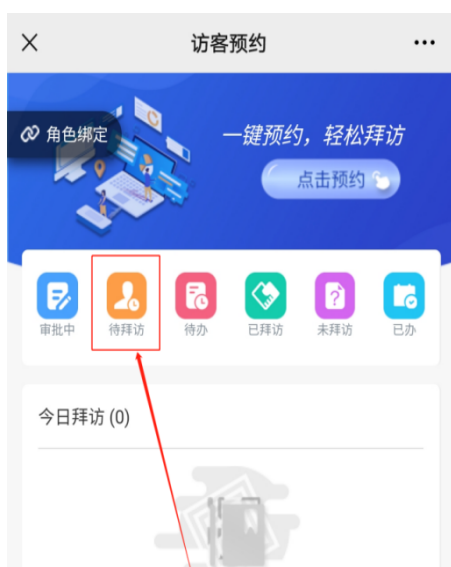 访客预约
角色绑定
一键预约，轻松拜访
点击预约
审批中 待拜访 待办 已拜访 未拜访 已办
今日拜访 (0)